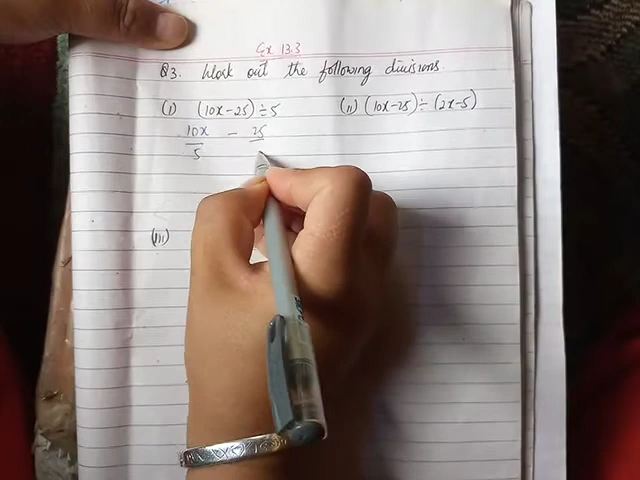 Ex 13.3
Q3. Work out the following divisions
(i) (10x-25) ÷ 5 (ii) (10x-25) ÷ (2x-5)
10x/5 - 25/
(iii)